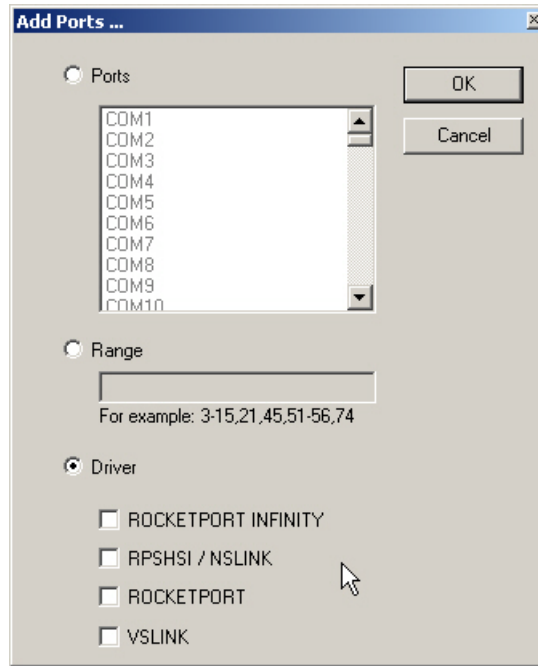 Add Ports ...
Ports
OK
COM1
COM2
Cancel
COM3
COM4
COM5
COM6
COM7
COM8
COM9
COM10
Range
For example: 3-15,21,45,51-56,74
Driver
ROCKETPORT INFINITY
RPSHSI / NSLINK
ROCKETPORT
VSLINK